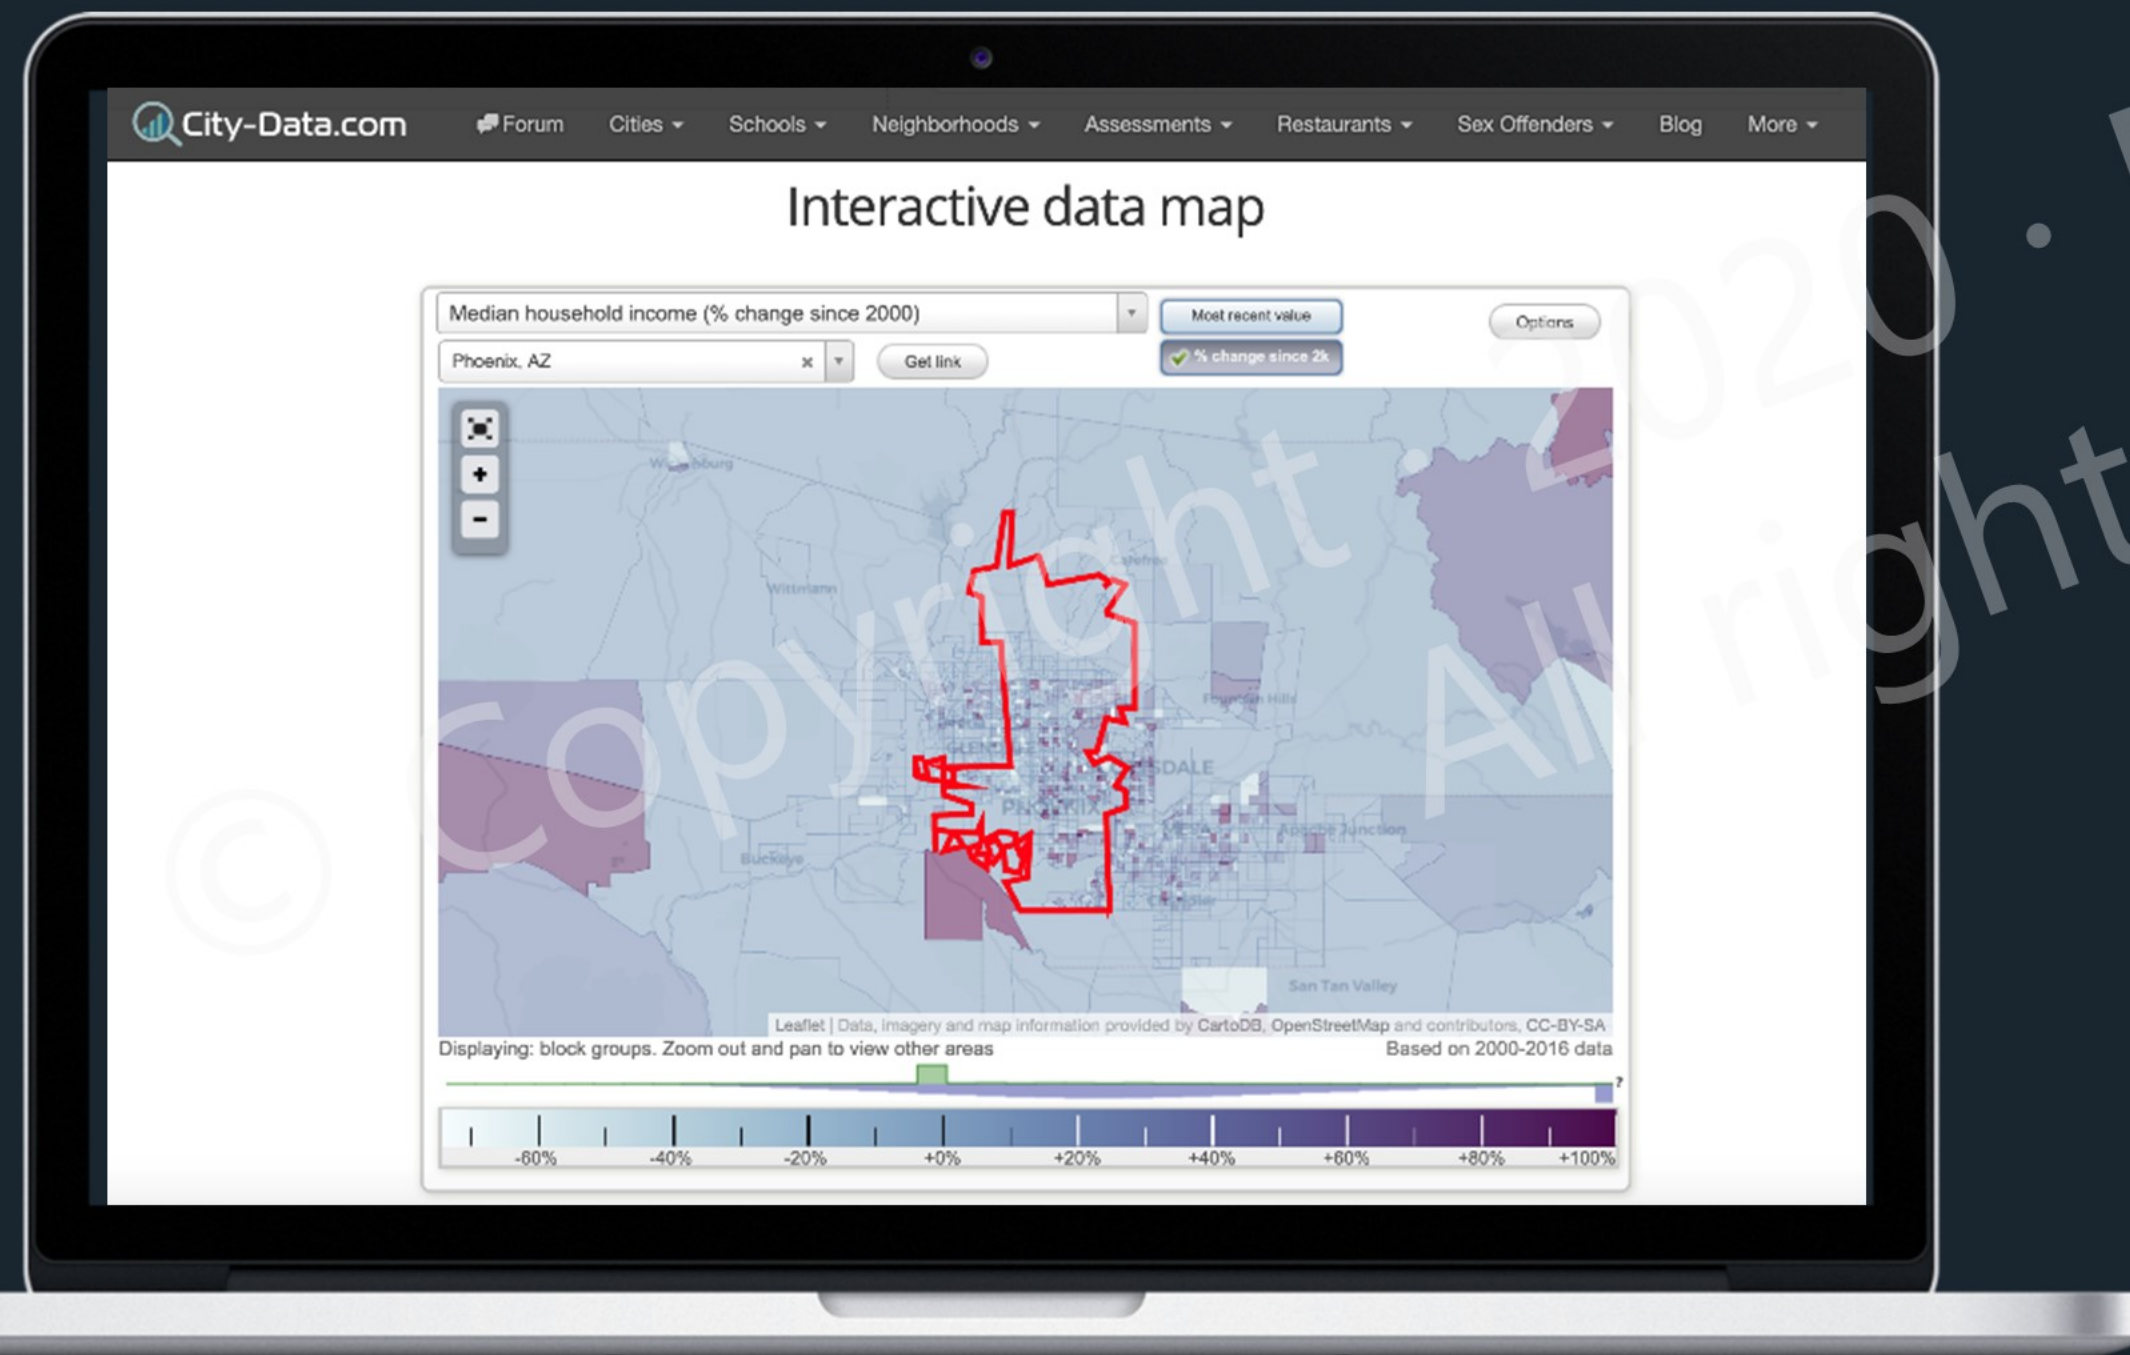 City-Data.com Forum Cities Schools Neighborhoods Assessments Restaurants Sex Offenders Blog More
Interactive data map
Median household income (% change since 2000)
Most recent value
Options
Phoenix, AZ
Get link
% change since 2k
+
-
Wittmann
Carefree
Fountain Hills
GLENDALE
PHOENIX
Apache Junction
Buckeye
Chandler
San Tan Valley
Leaflet | Data, imagery and map information provided by CartoDB, OpenStreetMap and contributors, CC-BY-SA
Displaying: block groups. Zoom out and pan to view other areas
Based on 2000-2016 data
?
-60% -40% -20% +0% +20% +40% +60% +80% +100%
© Copyright · 2020 ·
All right